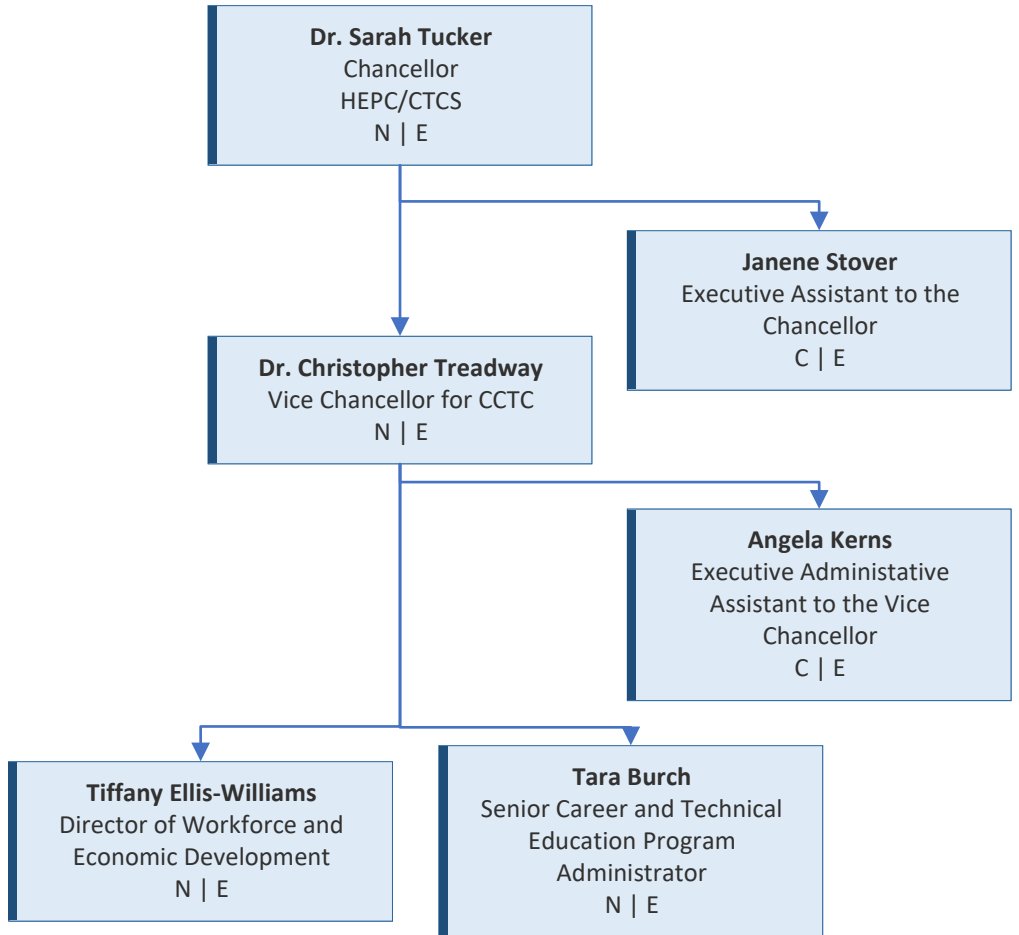 Dr. Sarah Tucker
Chancellor
HEPC/CTCS
N | E
Janene Stover
Executive Assistant to the
Chancellor
C | E
Dr. Christopher Treadway
Vice Chancellor for CCTC
N | E
Angela Kerns
Executive Administative
Assistant to the Vice
Chancellor
C | E
Tiffany Ellis-Williams
Director of Workforce and
Economic Development
N | E
Tara Burch
Senior Career and Technical
Education Program
Administrator
N | E